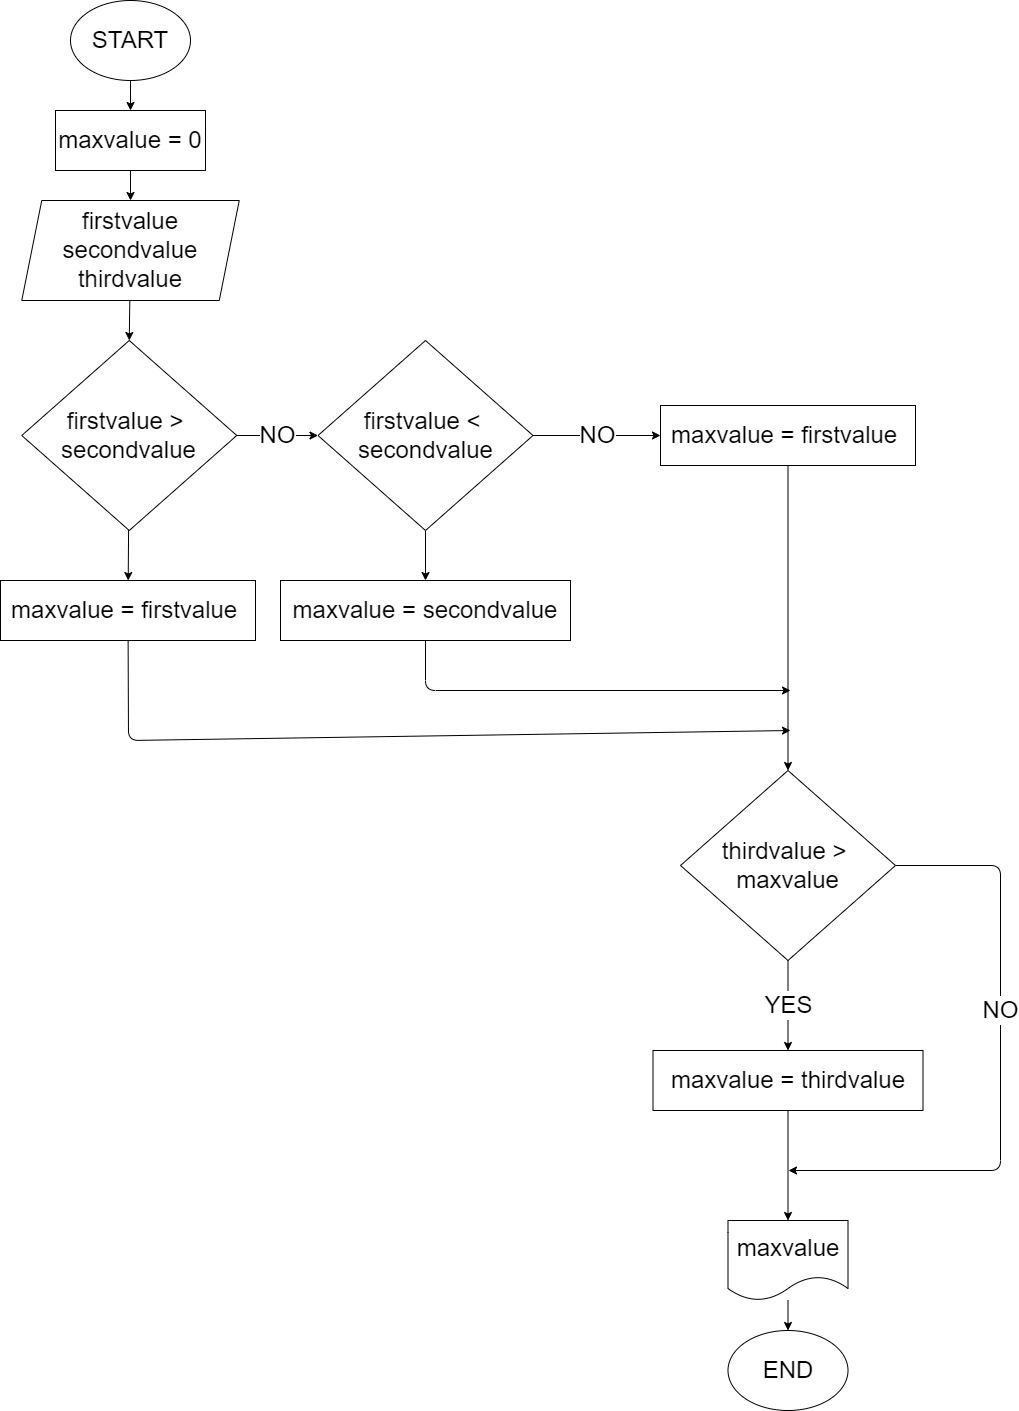 START
maxvalue = 0
firstvalue
secondvalue
thirdvalue
firstvalue >
secondvalue
NO
firstvalue <
secondvalue
NO
maxvalue = firstvalue
maxvalue = firstvalue
maxvalue = secondvalue
thirdvalue >
maxvalue
YES
NO
maxvalue = thirdvalue
maxvalue
END